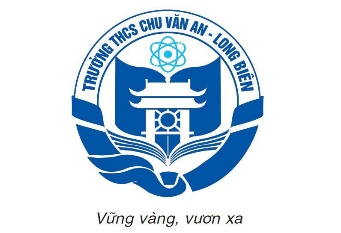 TRƯỜNG THCS CHU VĂN AN - LONG BIÊN
Vững vàng, vươn xa